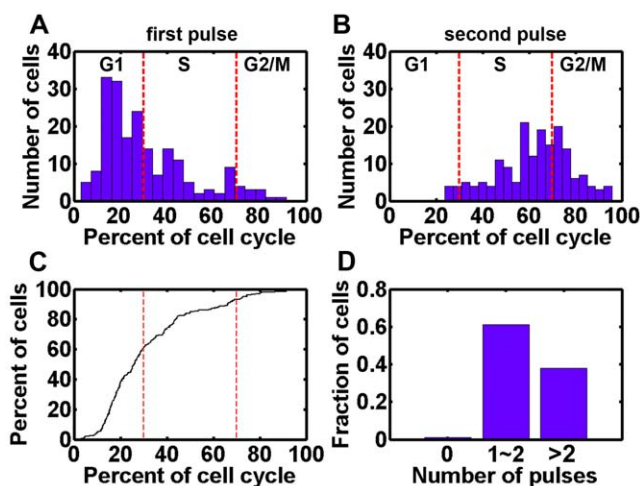 A first pulse
40
30
20
10
0
G1 S G2/M
Number of cells
0 20 40 60 80 100
Percent of cell cycle
B second pulse
40
30
20
10
0
G1 S G2/M
Number of cells
0 20 40 60 80 100
Percent of cell cycle
C
100
80
60
40
20
0
Percent of cells
0 20 40 60 80 100
Percent of cell cycle
D
0.8
0.6
0.4
0.2
0
Fraction of cells
0 1~2 >2
Number of pulses